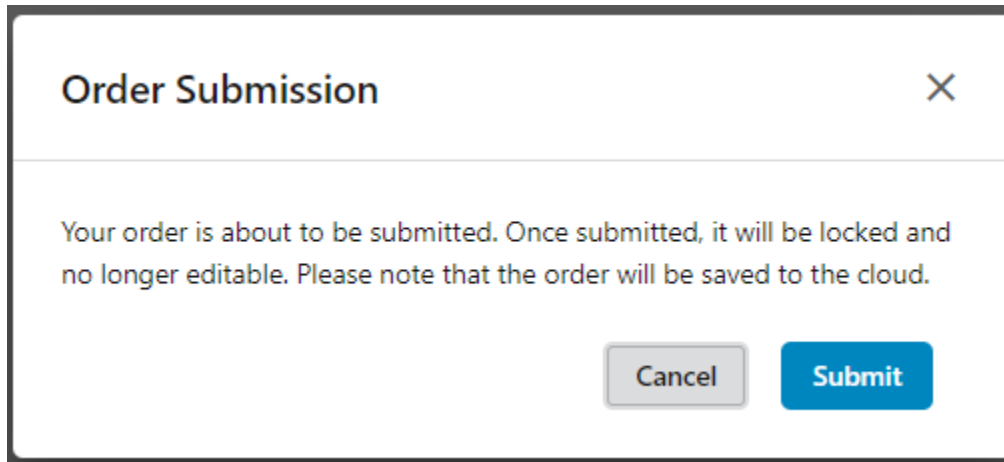 Order Submission
Your order is about to be submitted. Once submitted, it will be locked and
no longer editable. Please note that the order will be saved to the cloud.
Cancel Submit